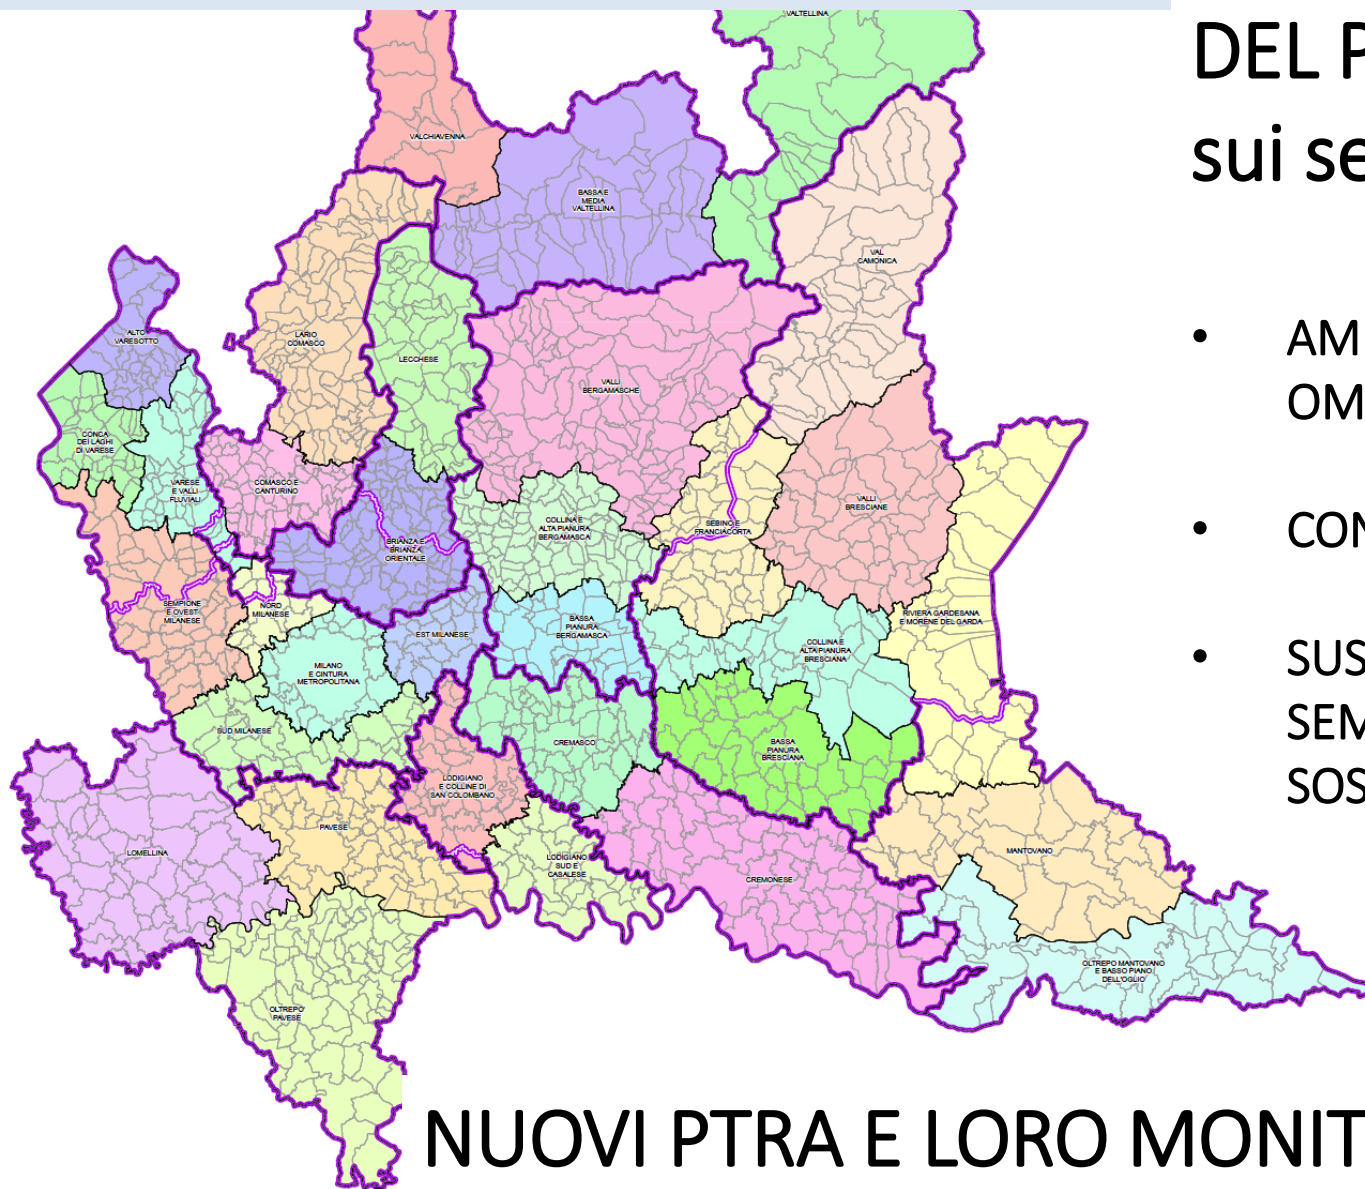 VALTELLINA
DEL P
sui se
VALCHIAVENNA
BASSA E
MEDIA
VALTELLINA
VAL
CAMONICA
ALTO
VARESOTTO
LARIO
COMASCO
LECCHESE
VALLI
BERGAMASCHE
• AM
OM
CONCA
DEI LAGHI
DI VARESE
VARESE
E VALLI
FLUVIALI
COMASCO E
CANTURINO
COLLINA E
ALTA PIANURA
BERGAMASCA
SEBINO E
FRANCIACORTA
VALLI
BRESCIANE
• CON
BRIANZA E
BRIANZA
ORIENTALE
SEMPIONE
E OVEST
MILANESE
NORD
MILANESE
EST MILANESE
BASSA
PIANURA
BERGAMASCA
RIVIERA GARDESANA
E MORENE DEL GARDA
COLLINA E
ALTA PIANURA
BRESCIANA
MILANO
E CINTURA
METROPOLITANA
• SUS
SEM
SOS
SUD MILANESE
CREMASCO
BASSA
PIANURA
BRESCIANA
LODIGIANO
E COLLINE DI
SAN COLOMBANO
PAVESE
LOMELLINA
LODIGIANO
SUD E
CASALESE
CREMONESE
MANTOVANO
OLTREPO MANTOVANO
E BASSO PIANO
DELL'OGLIO
OLTREPO'
PAVESE
NUOVI PTRA E LORO MONIT